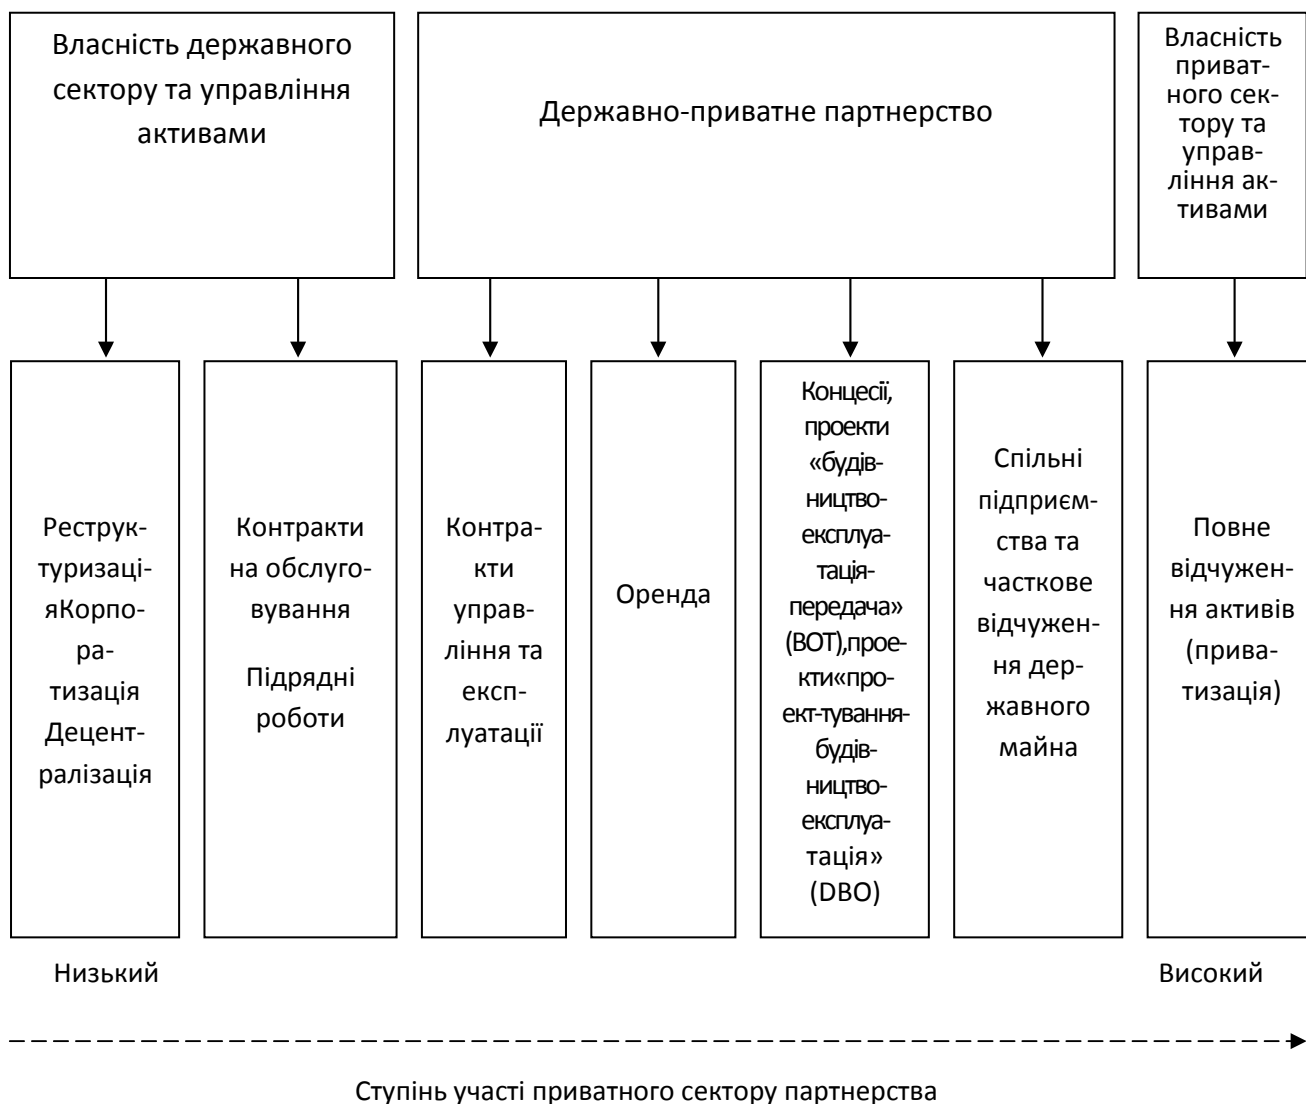 Власність державного
сектору та управління
активами
Державно-приватне партнерство
Власність
приват-
ного сек-
тору та
управ-
ління ак-
тивами
Реструк-
туризаці-
яКорпо-
ра-
тизація
Децент-
ралізація
Контракти
на обслуго-
вування
Підрядні
роботи
Контра-
кти
управ-
ління та
експ-
луатації
Оренда
Концесії,
проекти
«будів-
ництво-
експлуа-
тація-
передача»
(BOT),прое-
кти«про-
ект-тування-
будів-
ництво-
експлуа-
тація»
(DBO)
Спільні
підприєм-
ства та
часткове
відчужен-
ня дер-
жавного
майна
Повне
відчужен-
ня активів
(прива-
тизація)
Низький
Високий
Ступінь участі приватного сектору партнерства